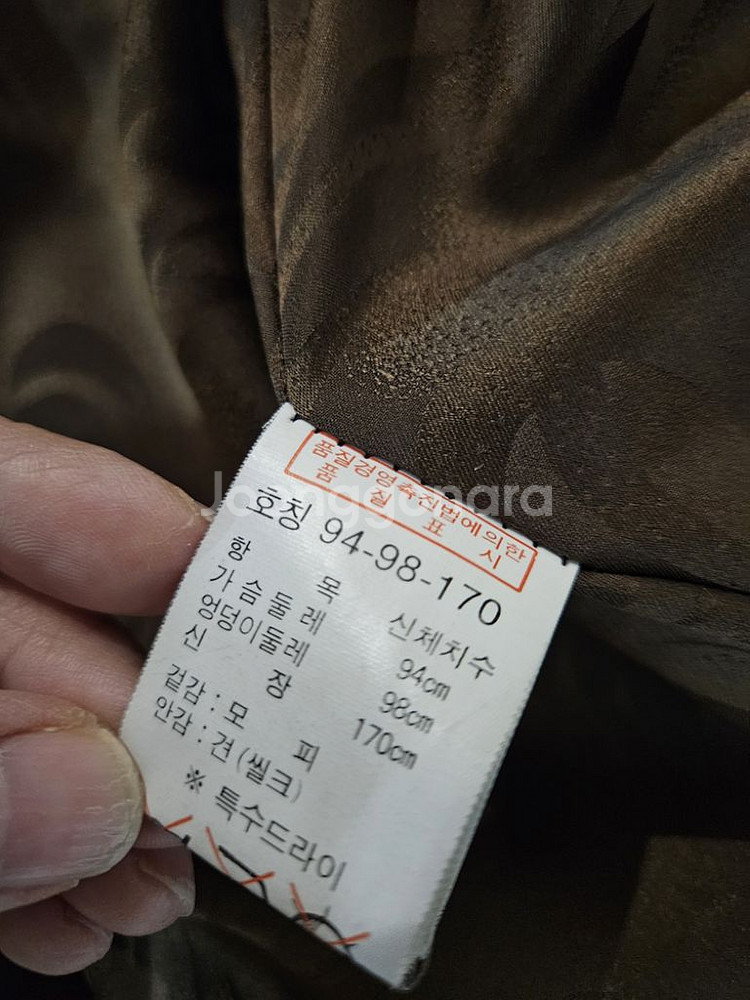 품질경영촉진법에의한
품 질 표 시
호칭 94-98-170
항 목 신체치수
가슴둘레 94cm
엉덩이둘레 98cm
신 장 170cm
겉감 : 모 피
안감 : 견 (씰크)
※ 특수드라이
Joonggonara